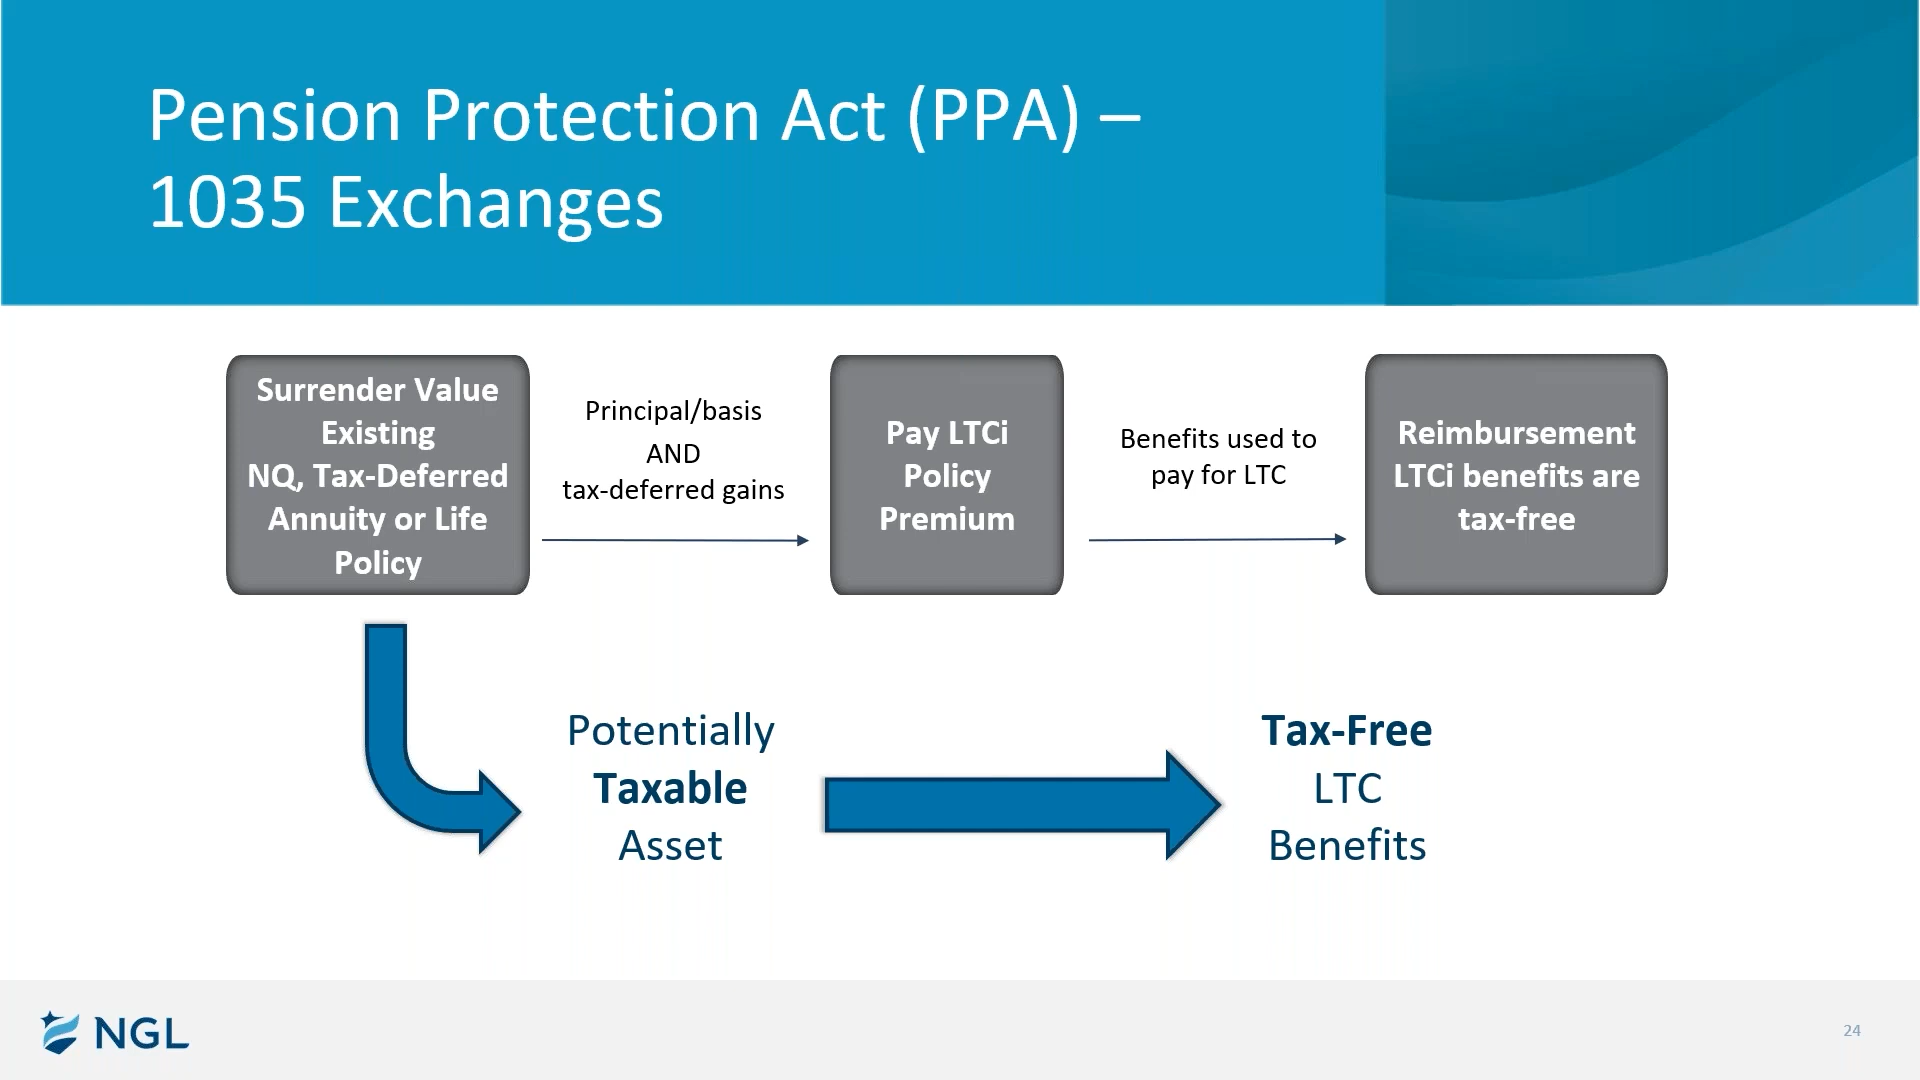 Pension Protection Act (PPA) –
1035 Exchanges
Surrender Value
Existing
NQ, Tax-Deferred
Annuity or Life
Policy
Principal/basis
AND
tax-deferred gains
Pay LTCi
Policy
Premium
Benefits used to
pay for LTC
Reimbursement
LTCi benefits are
tax-free
Potentially
Taxable
Asset
Tax-Free
LTC
Benefits
NGL
24